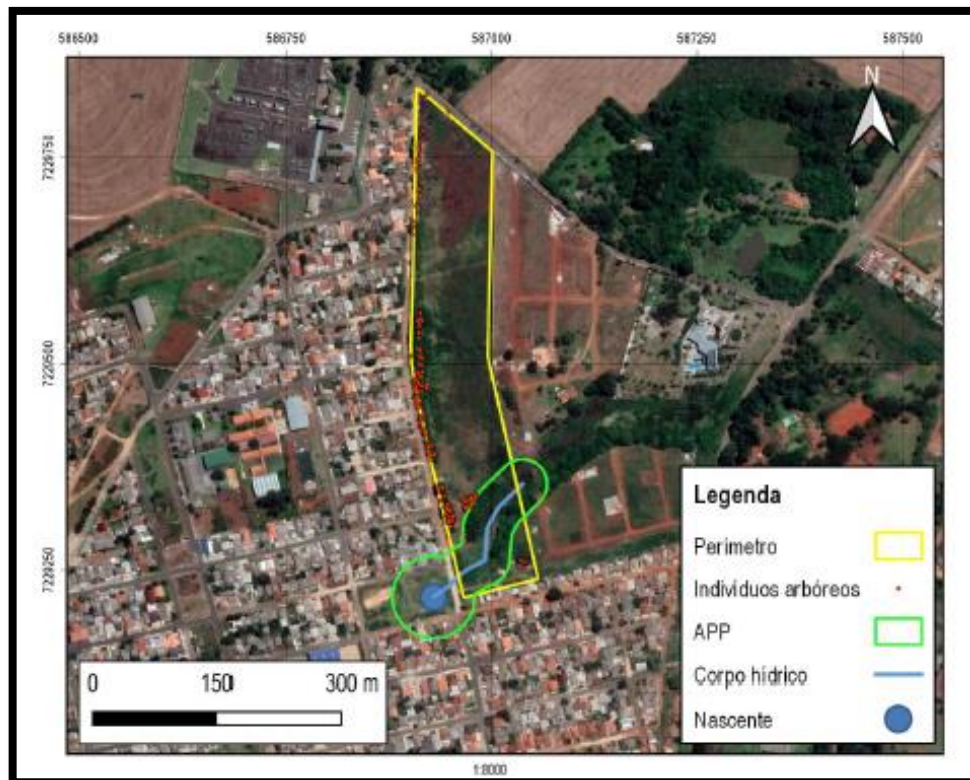 586500 586750 587000 587250 587500
N
7229750
7229500
7229250
Legenda
Perímetro
Indivíduos arbóreos
APP
Corpo hídrico
Nascente
0 150 300 m
1:8000